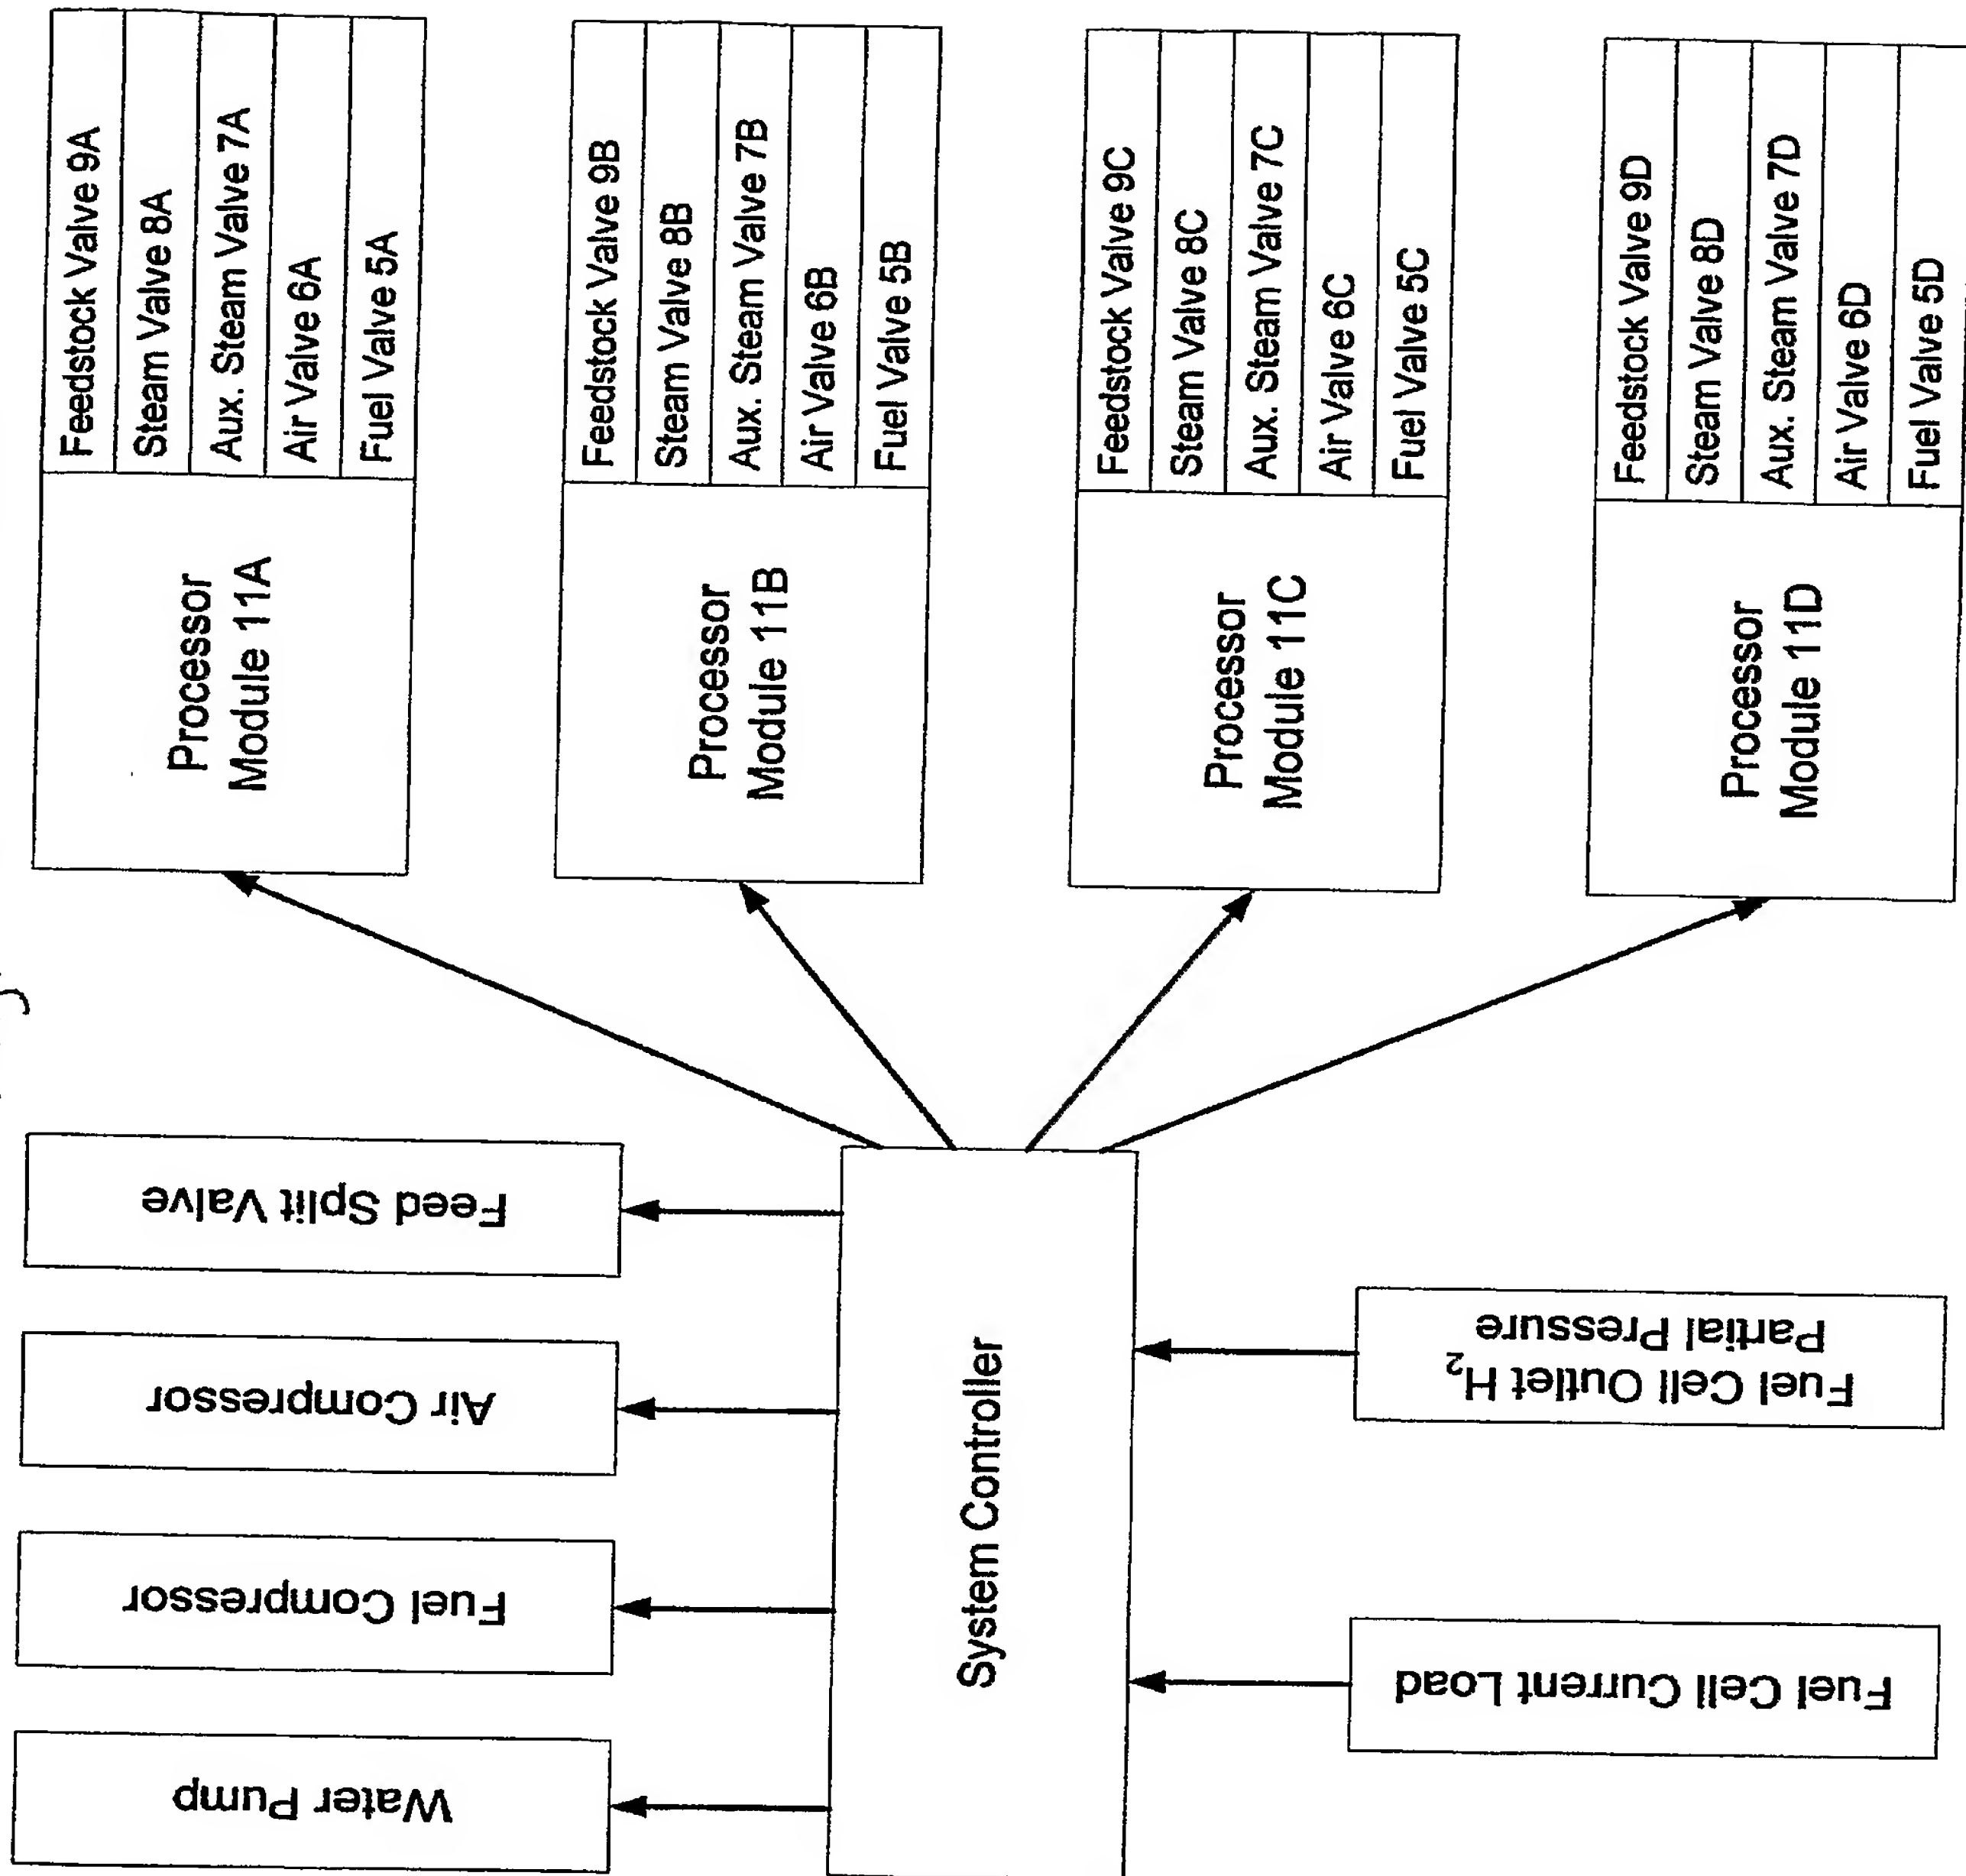 Feedstock Valve 9A
Steam Valve 8A
Aux. Steam Valve 7A
Air Valve 6A
Fuel Valve 5A
Processor
Module 11A
Feedstock Valve 9B
Steam Valve 8B
Aux. Steam Valve 7B
Air Valve 6B
Fuel Valve 5B
Processor
Module 11B
Feedstock Valve 9C
Steam Valve 8C
Aux. Steam Valve 7C
Air Valve 6C
Fuel Valve 5C
Processor
Module 11C
Feedstock Valve 9D
Steam Valve 8D
Aux. Steam Valve 7D
Air Valve 6D
Fuel Valve 5D
Processor
Module 11D
Feed Split Valve
Air Compressor
Fuel Compressor
Water Pump
System Controller
Fuel Cell Outlet H₂
Partial Pressure
Fuel Cell Current Load